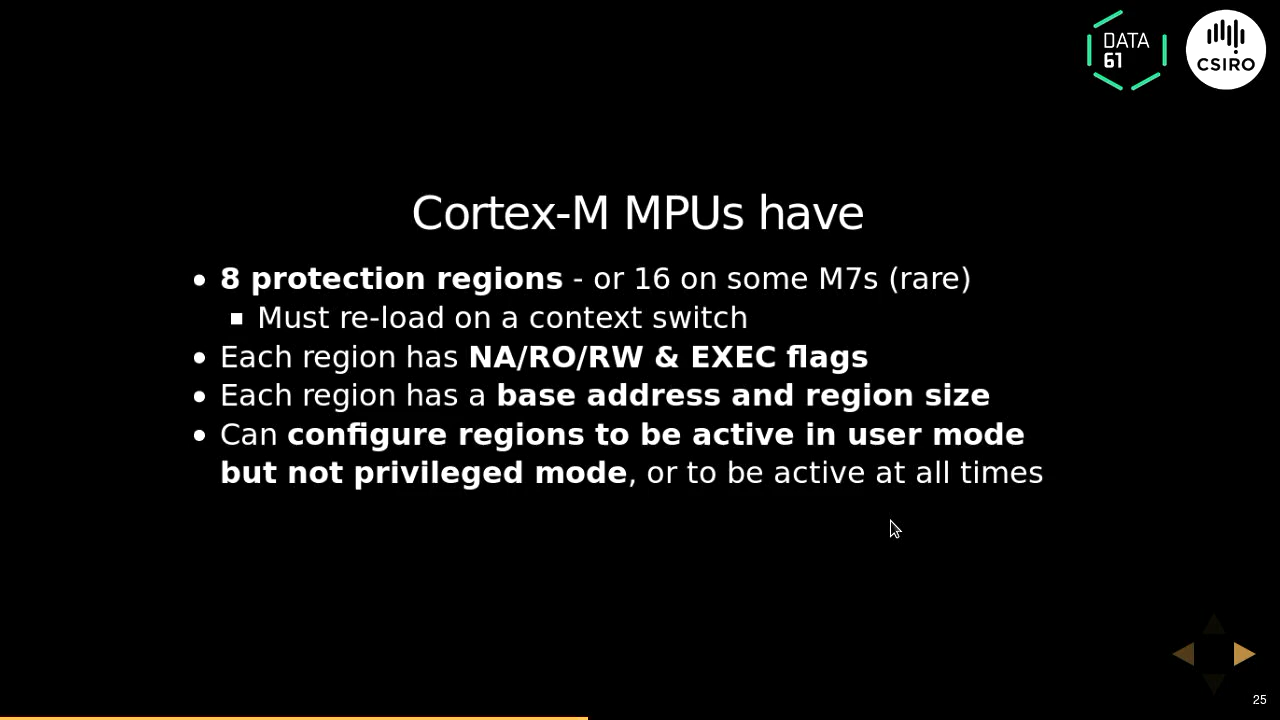 DATA
61
CSIRO
Cortex-M MPUs have
• 8 protection regions - or 16 on some M7s (rare)
▪ Must re-load on a context switch
• Each region has NA/RO/RW & EXEC flags
• Each region has a base address and region size
• Can configure regions to be active in user mode
but not privileged mode, or to be active at all times
25